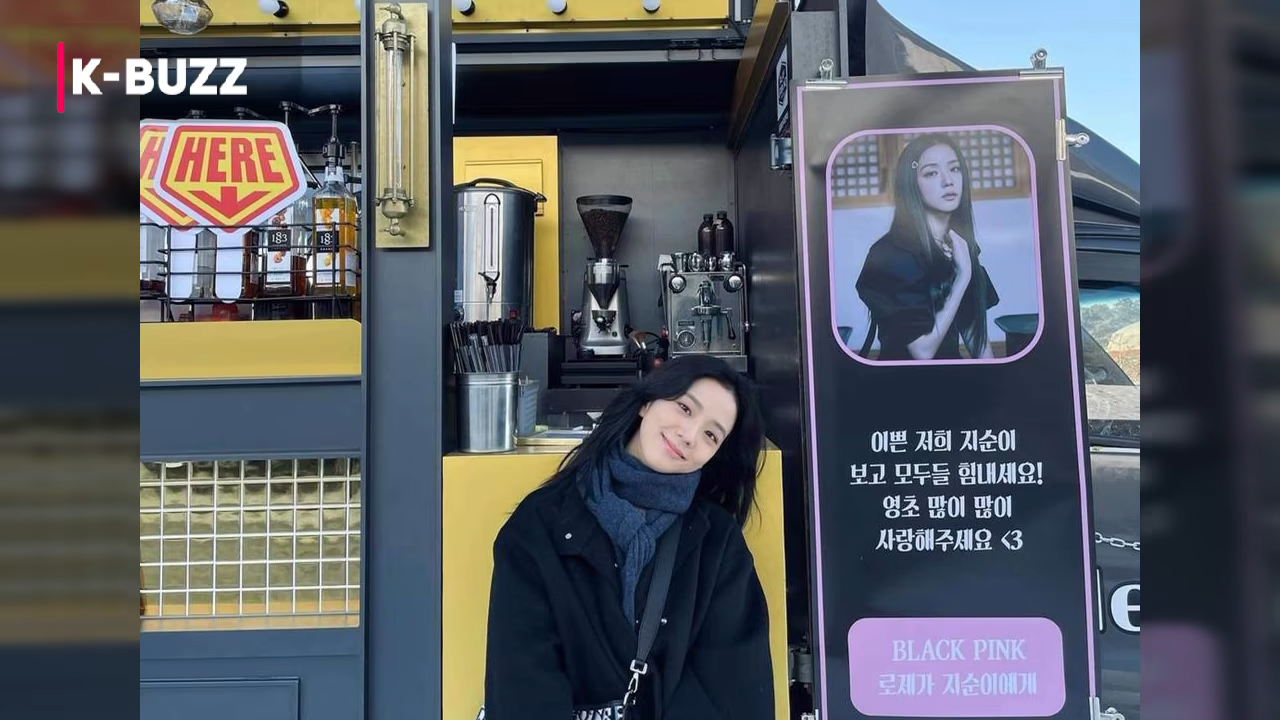 K-BUZZ
HERE
1883
이쁜 저희 지순이
보고 모두들 힘내세요!
영초 많이 많이
사랑해주세요 <3
BLACK PINK
로제가 지순이에게